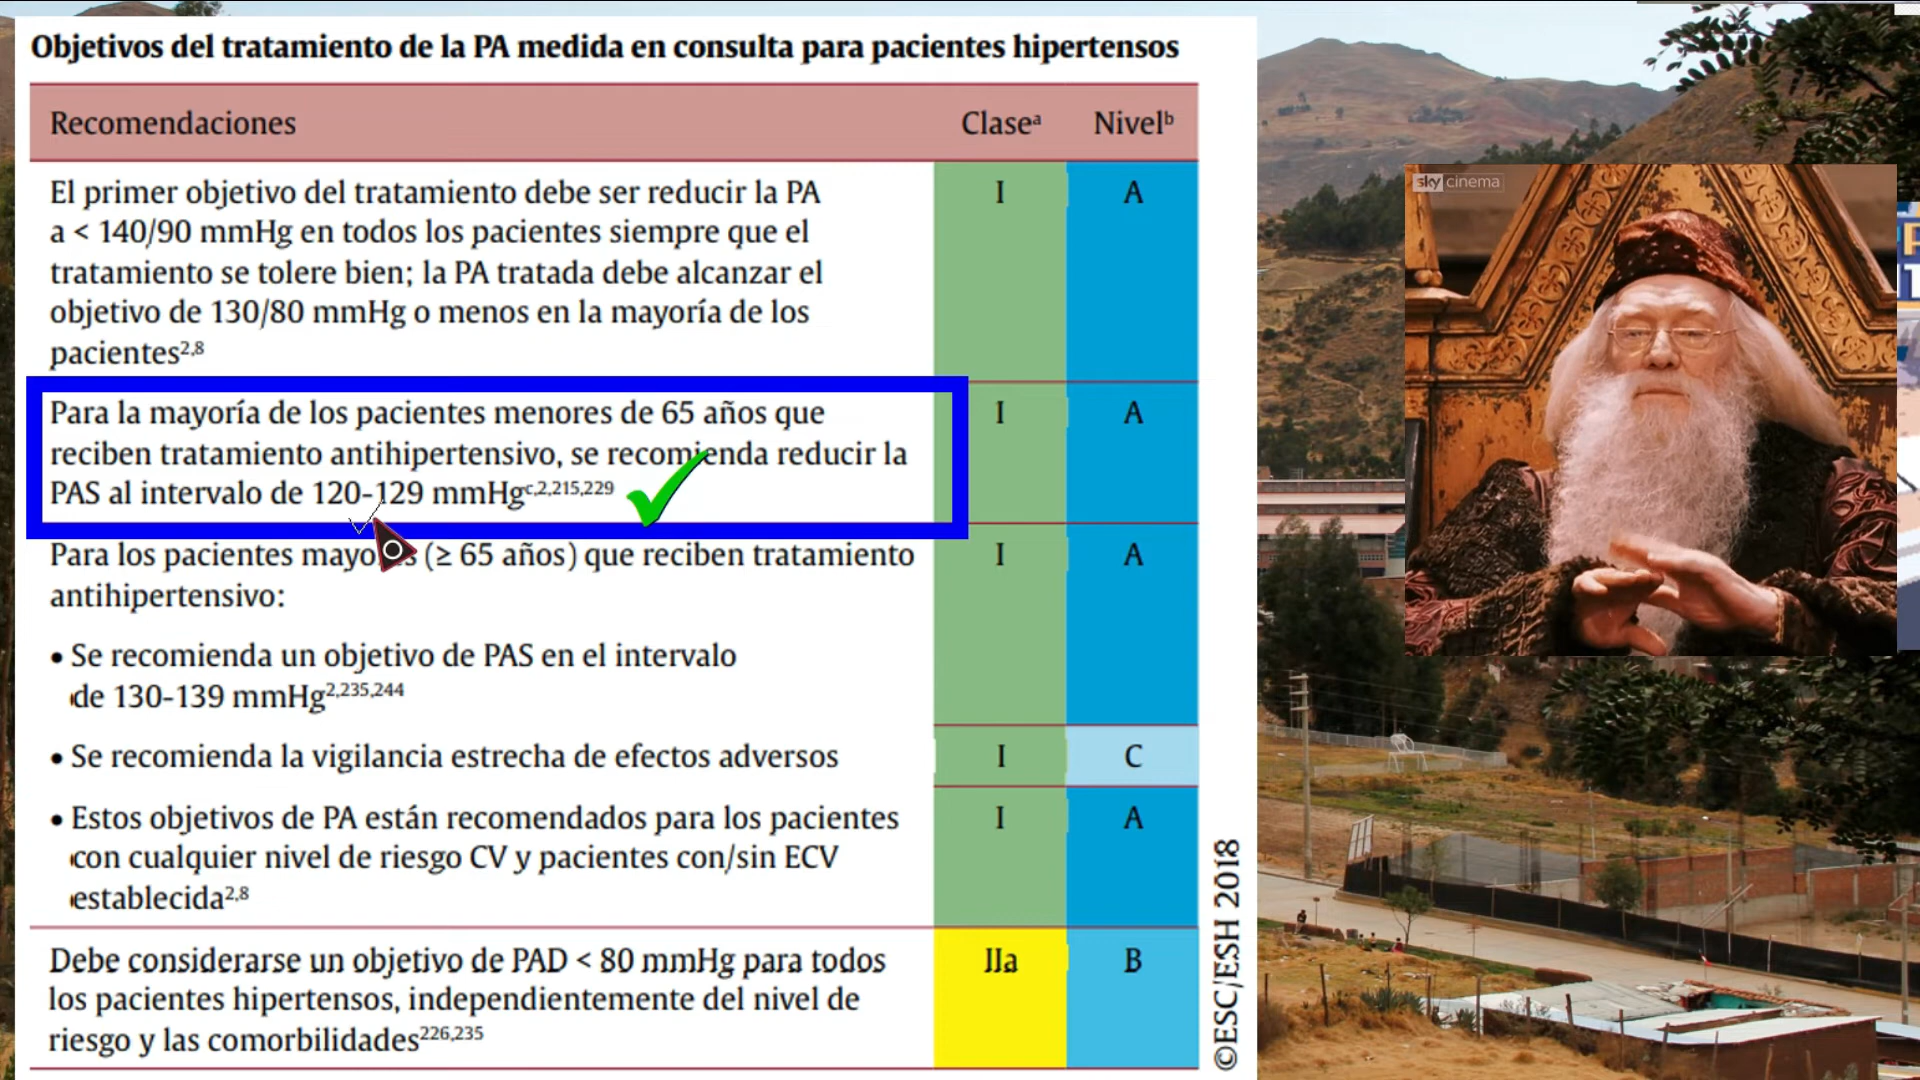 Objetivos del tratamiento de la PA medida en consulta para pacientes hipertensos
Recomendaciones Claseᵃ Nivelᵇ
El primer objetivo del tratamiento debe ser reducir la PA I A
a < 140/90 mmHg en todos los pacientes siempre que el
tratamiento se tolere bien; la PA tratada debe alcanzar el
objetivo de 130/80 mmHg o menos en la mayoría de los
pacientes2,8
Para la mayoría de los pacientes menores de 65 años que I A
reciben tratamiento antihipertensivo, se recomienda reducir la
PAS al intervalo de 120-129 mmHgc,2,215,229
Para los pacientes mayores (≥ 65 años) que reciben tratamiento I A
antihipertensivo:
• Se recomienda un objetivo de PAS en el intervalo
de 130-139 mmHg2,235,244
• Se recomienda la vigilancia estrecha de efectos adversos I C
• Estos objetivos de PA están recomendados para los pacientes I A
con cualquier nivel de riesgo CV y pacientes con/sin ECV
establecida2,8
Debe considerarse un objetivo de PAD < 80 mmHg para todos IIa B
los pacientes hipertensos, independientemente del nivel de
riesgo y las comorbilidades226,235
©ESC/ESH 2018
sky cinema